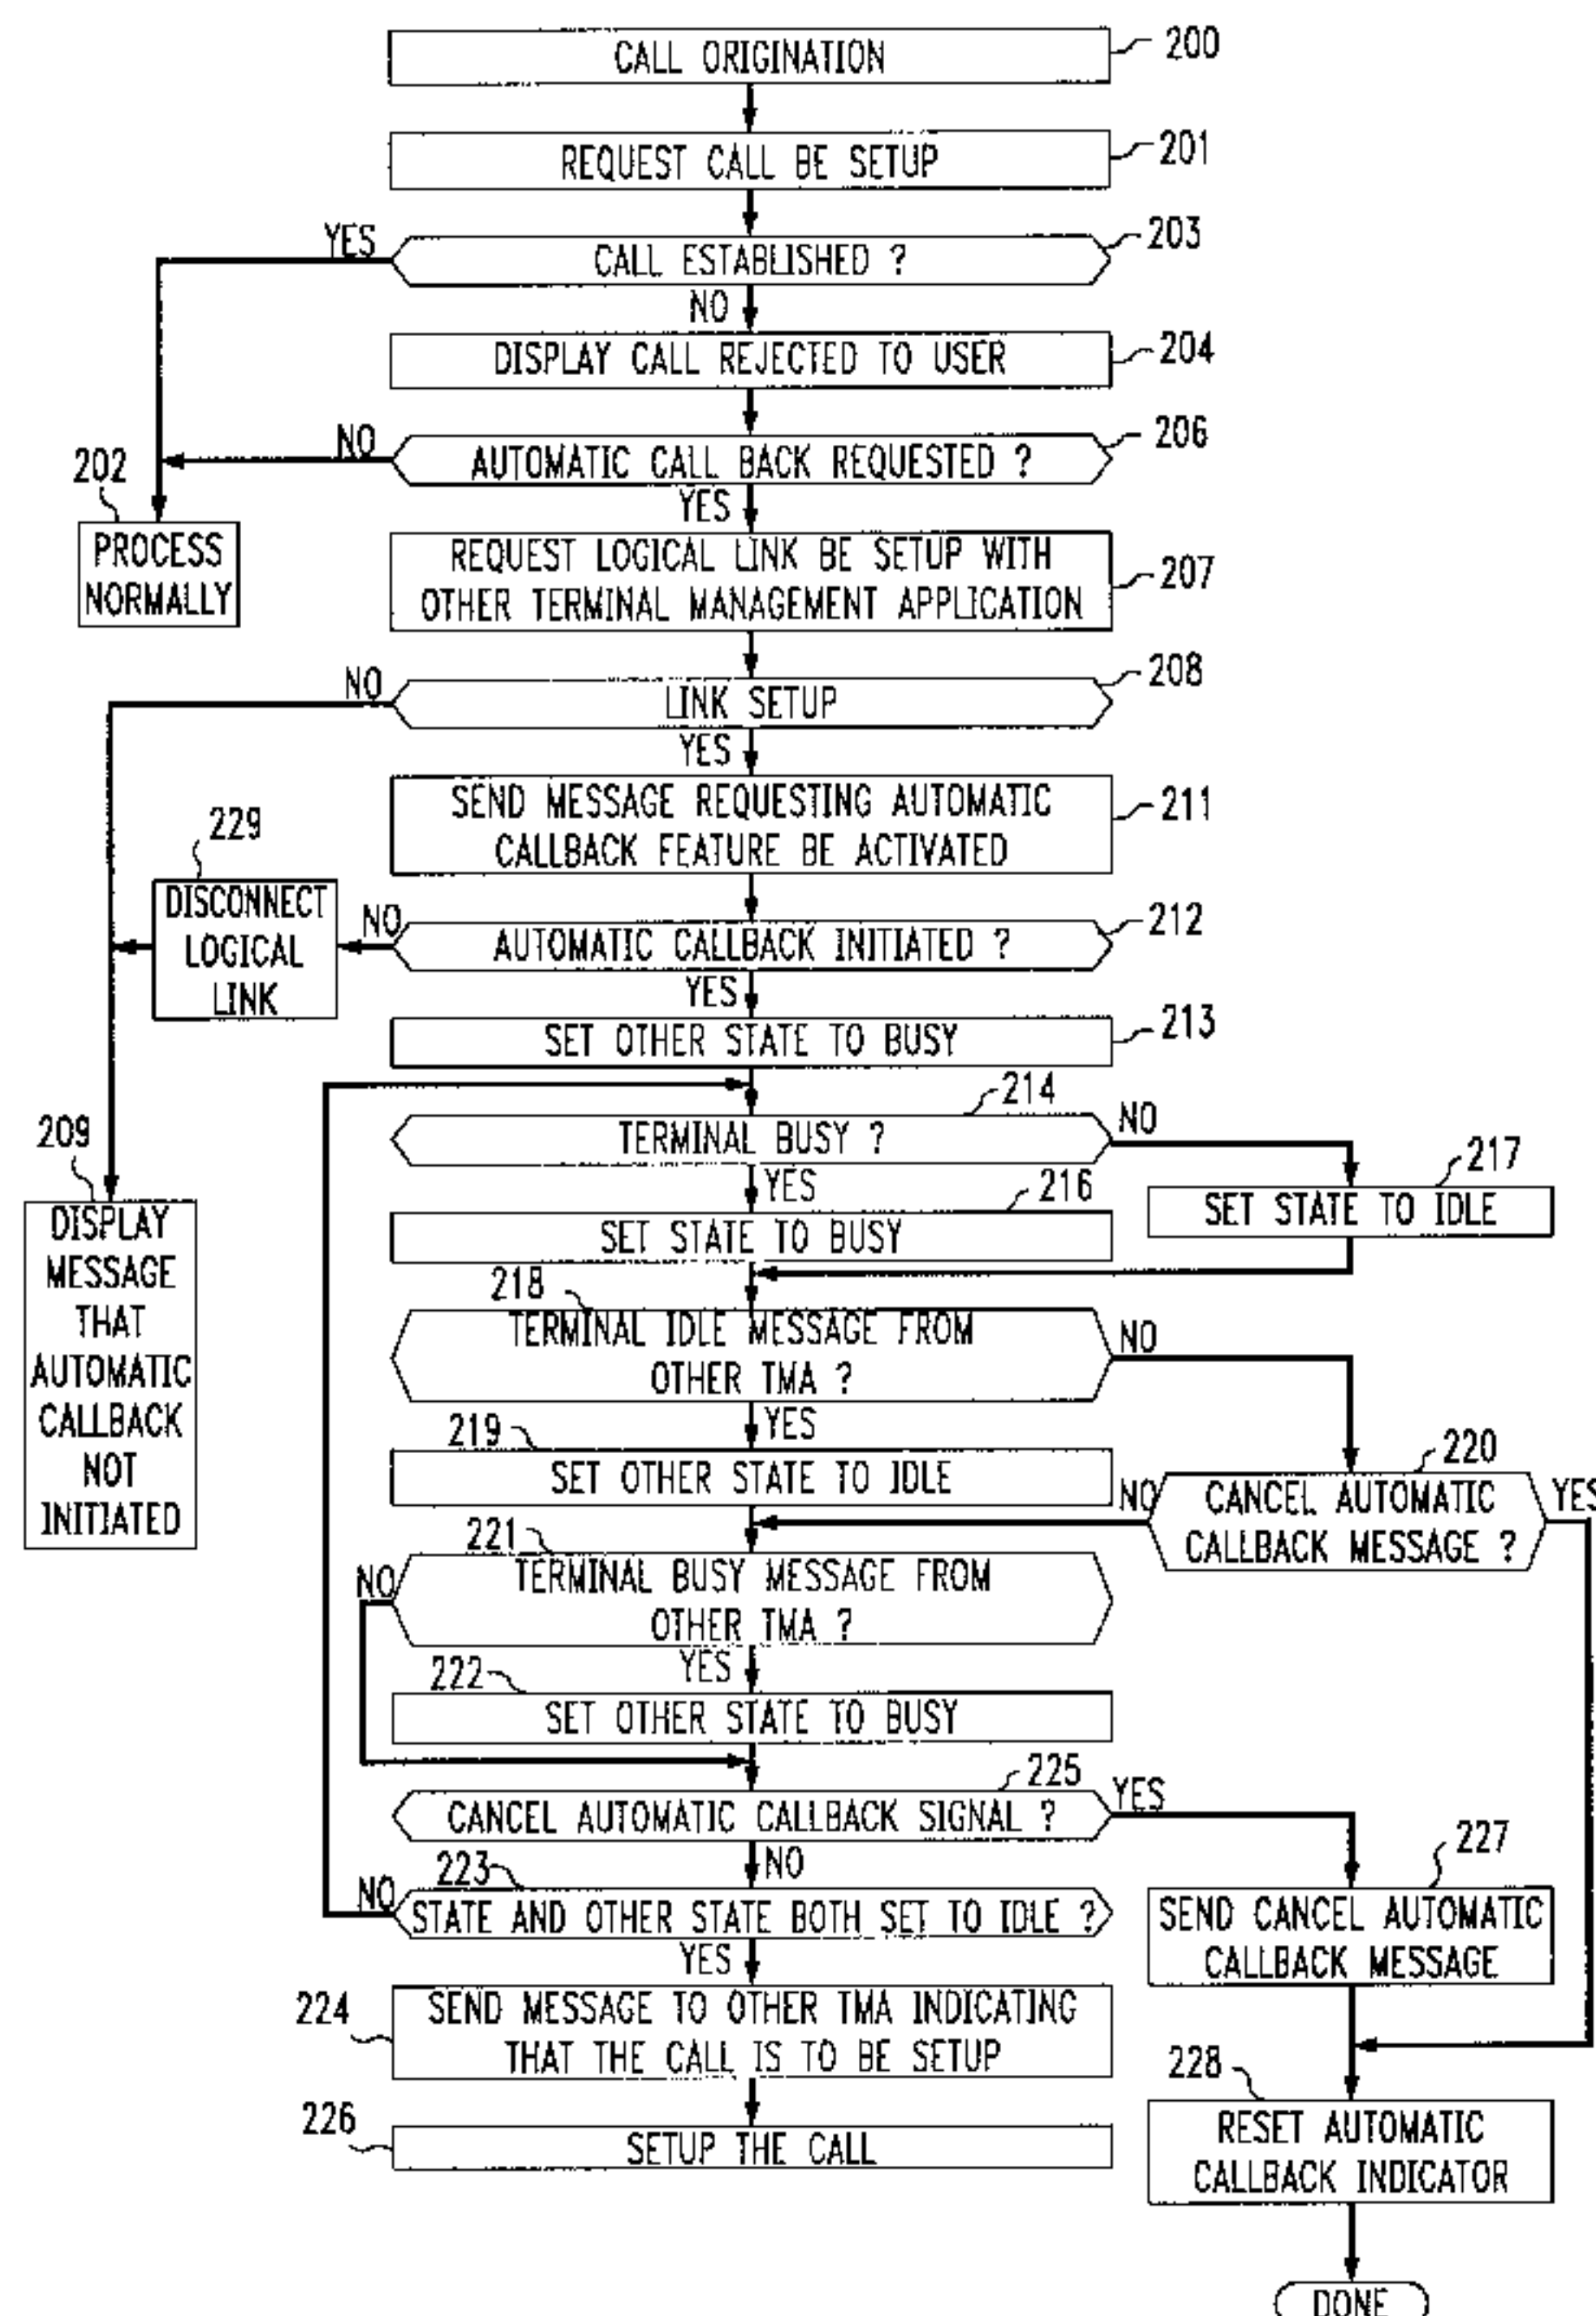 CALL ORIGINATION
200
REQUEST CALL BE SETUP
201
CALL ESTABLISHED ?
203
YES
NO
DISPLAY CALL REJECTED TO USER
204
AUTOMATIC CALL BACK REQUESTED ?
206
NO
YES
202
PROCESS
NORMALLY
REQUEST LOGICAL LINK BE SETUP WITH
OTHER TERMINAL MANAGEMENT APPLICATION
207
LINK SETUP
208
NO
YES
SEND MESSAGE REQUESTING AUTOMATIC
CALLBACK FEATURE BE ACTIVATED
211
229
DISCONNECT
LOGICAL
LINK
NO
AUTOMATIC CALLBACK INITIATED ?
212
YES
SET OTHER STATE TO BUSY
213
209
DISPLAY
MESSAGE
THAT
AUTOMATIC
CALLBACK
NOT
INITIATED
TERMINAL BUSY ?
214
NO
YES
217
SET STATE TO IDLE
216
SET STATE TO BUSY
218
TERMINAL IDLE MESSAGE FROM
OTHER TMA ?
NO
YES
219
SET OTHER STATE TO IDLE
220
CANCEL AUTOMATIC
CALLBACK MESSAGE ?
NO
YES
221
TERMINAL BUSY MESSAGE FROM
OTHER TMA ?
NO
YES
222
SET OTHER STATE TO BUSY
225
CANCEL AUTOMATIC CALLBACK SIGNAL ?
YES
NO
223
STATE AND OTHER STATE BOTH SET TO IDLE ?
NO
YES
227
SEND CANCEL AUTOMATIC
CALLBACK MESSAGE
224
SEND MESSAGE TO OTHER TMA INDICATING
THAT THE CALL IS TO BE SETUP
226
SETUP THE CALL
228
RESET AUTOMATIC
CALLBACK INDICATOR
DONE